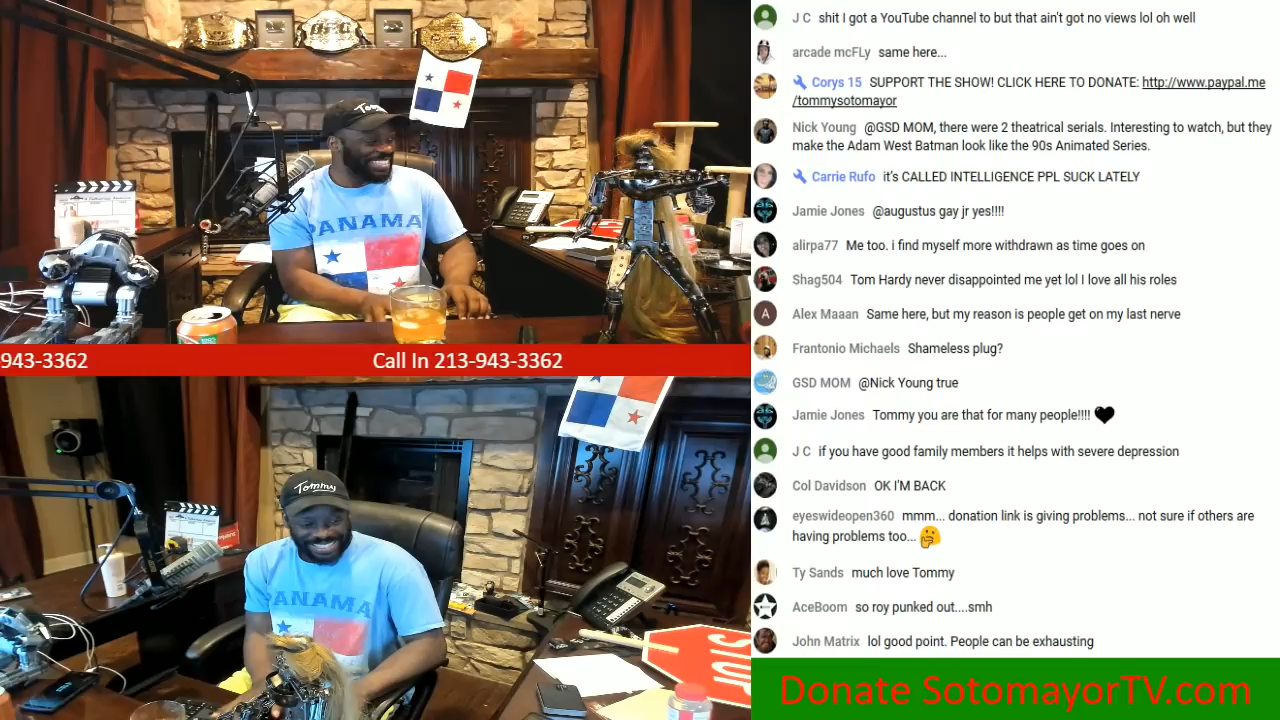 Tommy
PANAMA
943-3362
Call In 213-943-3362
Tommy
PANAMA
STOP
J C shit I got a YouTube channel to but that ain't got no views lol oh well
arcade mcFLy same here...
Corys 15 SUPPORT THE SHOW! CLICK HERE TO DONATE: http://www.paypal.me
/tommysotomayor
Nick Young @GSD MOM, there were 2 theatrical serials. Interesting to watch, but they
make the Adam West Batman look like the 90s Animated Series.
Carrie Rufo it's CALLED INTELLIGENCE PPL SUCK LATELY
Jamie Jones @augustus gay jr yes!!!!
alirpa77 Me too. i find myself more withdrawn as time goes on
Shag504 Tom Hardy never disappointed me yet lol I love all his roles
A
Alex Maaan Same here, but my reason is people get on my last nerve
Frantonio Michaels Shameless plug?
GSD MOM @Nick Young true
Jamie Jones Tommy you are that for many people!!!! 🖤
J C if you have good family members it helps with severe depression
Col Davidson OK I'M BACK
eyeswideopen360 mmm... donation link is giving problems... not sure if others are
having problems too... 🤔
Ty Sands much love Tommy
AceBoom so roy punked out....smh
John Matrix lol good point. People can be exhausting
Donate SotomayorTV.com